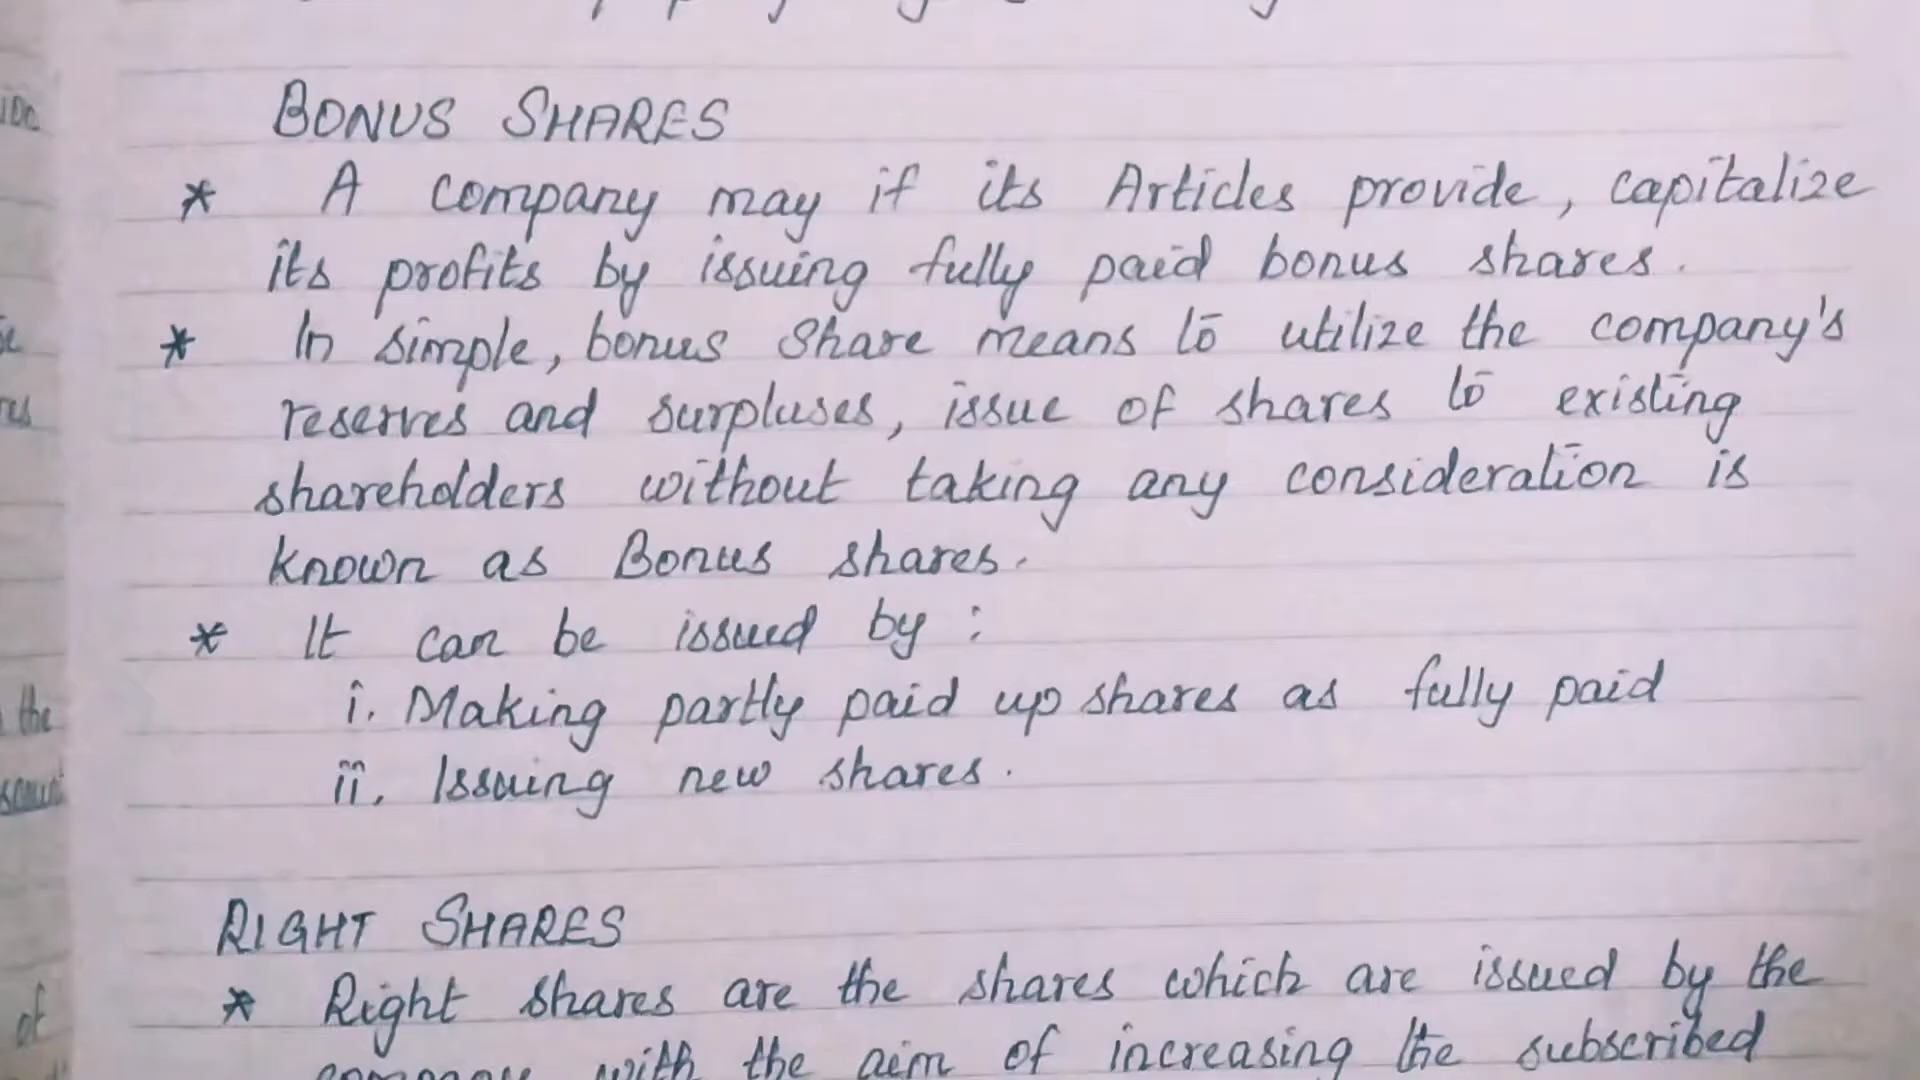 BONUS SHARES
* A company may if its Articles provide, capitalize
its profits by issuing fully paid bonus shares.
* In simple, bonus Share means to utilize the company's
reserves and surpluses, issue of shares to existing
shareholders without taking any consideration is
known as Bonus shares.
* It can be issued by :
i. Making partly paid up shares as fully paid
ii. Issuing new shares.
RIGHT SHARES
* Right shares are the shares which are issued by the
company with the aim of increasing the subscribed